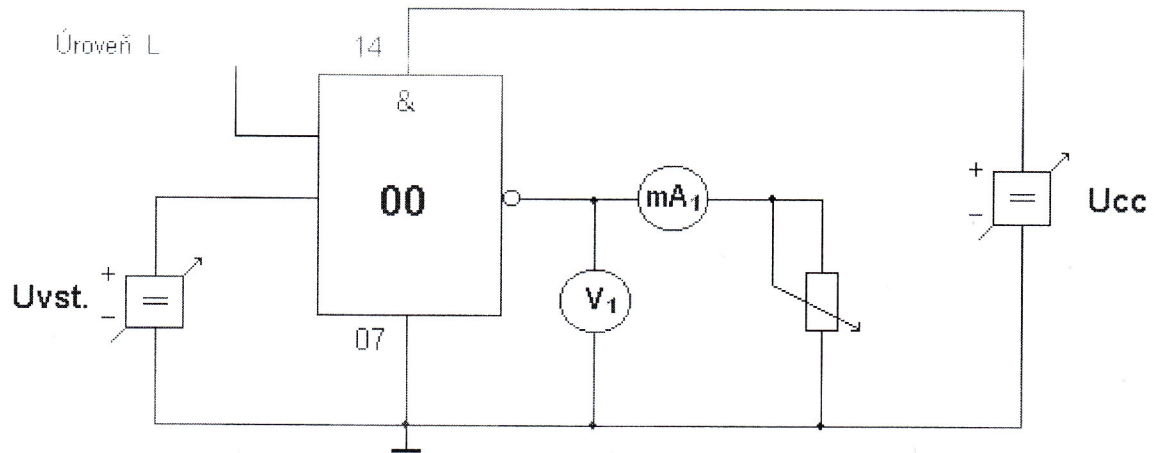 Úroveň L
14
&
00
07
Uvst.
+
=
−
mA1
V1
+
=
−
Ucc